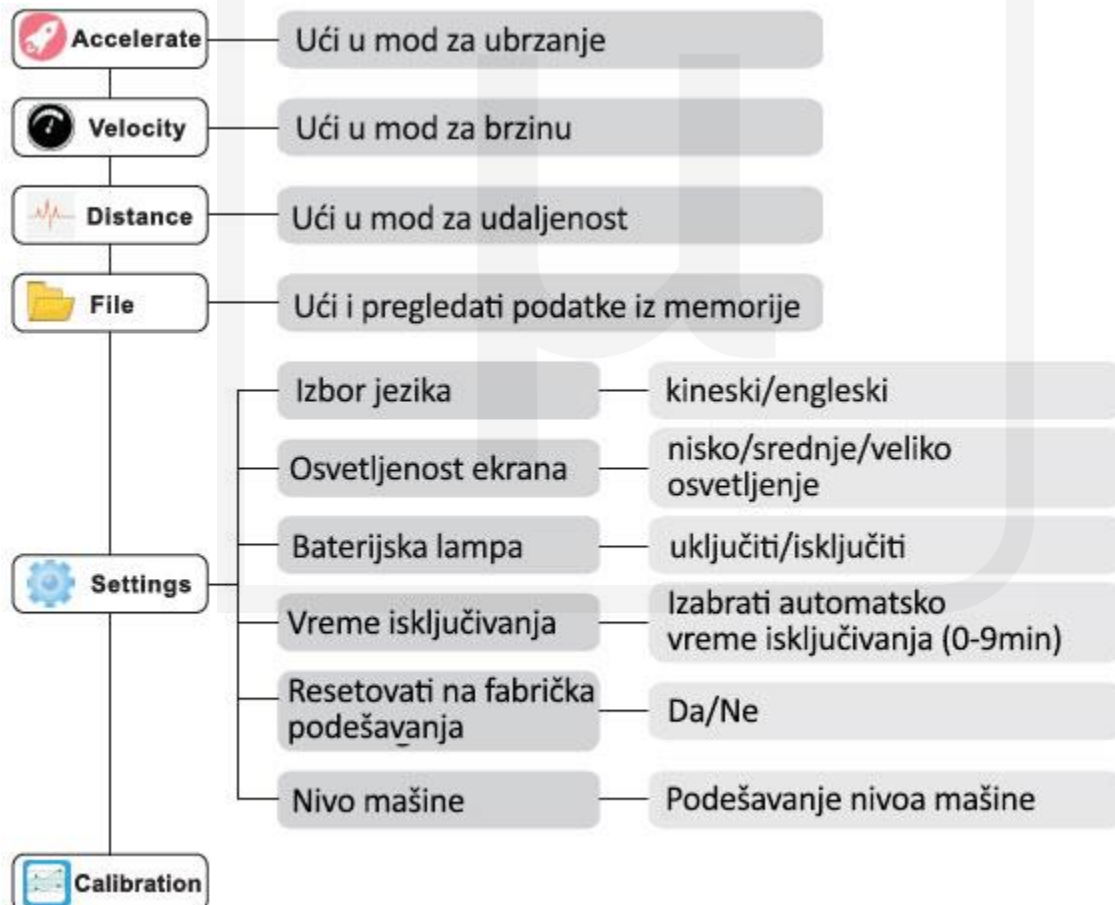 Accelerate
Ući u mod za ubrzanje
Velocity
Ući u mod za brzinu
Distance
Ući u mod za udaljenost
File
Ući i pregledati podatke iz memorije
Izbor jezika
kineski/engleski
Osvetljenost ekrana
nisko/srednje/veliko
osvetljenje
Baterijska lampa
uključiti/isključiti
Settings
Vreme isključivanja
Izabrati automatsko
vreme isključivanja (0-9min)
Resetovati na fabrička
podešavanja
Da/Ne
Nivo mašine
Podešavanje nivoa mašine
Calibration